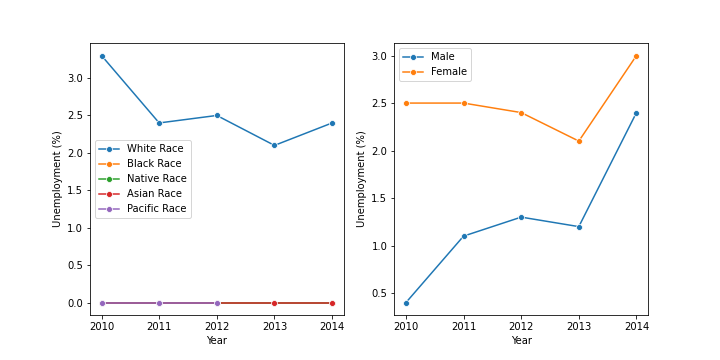 3.0
2.5
2.0
1.5
1.0
0.5
0.0
Unemployment (%)
White Race
Black Race
Native Race
Asian Race
Pacific Race
2010 2011 2012 2013 2014
Year
3.0
2.5
2.0
1.5
1.0
0.5
Unemployment (%)
Male
Female
2010 2011 2012 2013 2014
Year